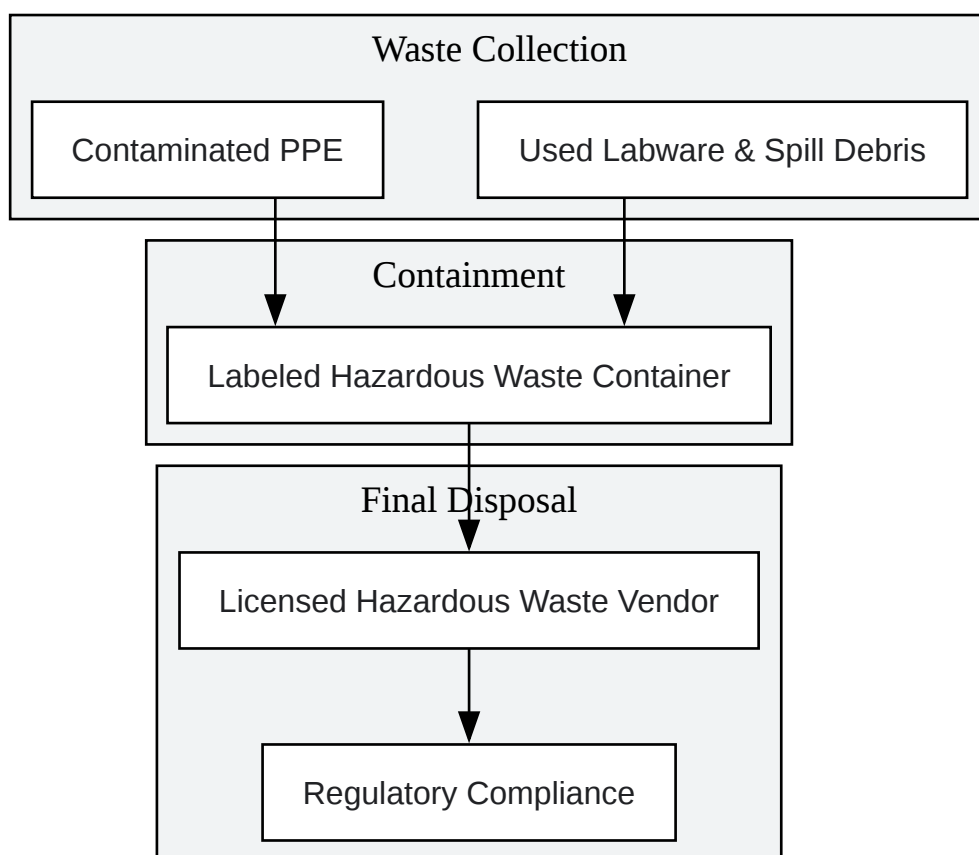 Waste Collection
Contaminated PPE
Used Labware & Spill Debris
Containment
Labeled Hazardous Waste Container
Final Disposal
Licensed Hazardous Waste Vendor
Regulatory Compliance